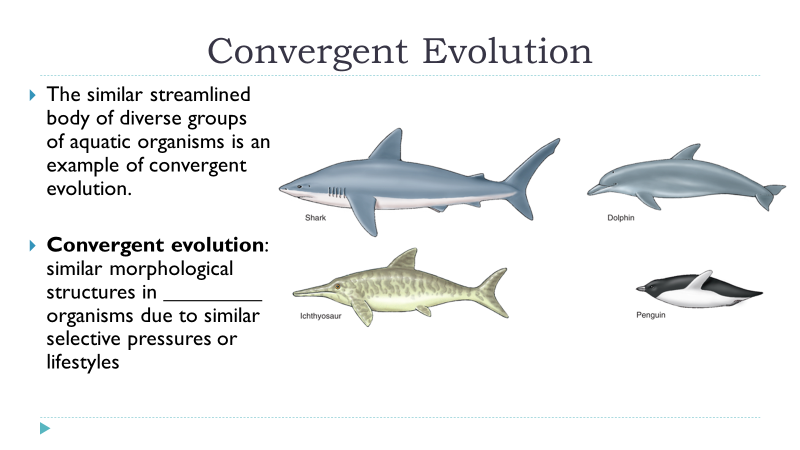 Convergent Evolution
The similar streamlined
body of diverse groups
of aquatic organisms is an
example of convergent
evolution.
Convergent evolution:
similar morphological
structures in _________
organisms due to similar
selective pressures or
lifestyles
Shark
Dolphin
Ichthyosaur
Penguin